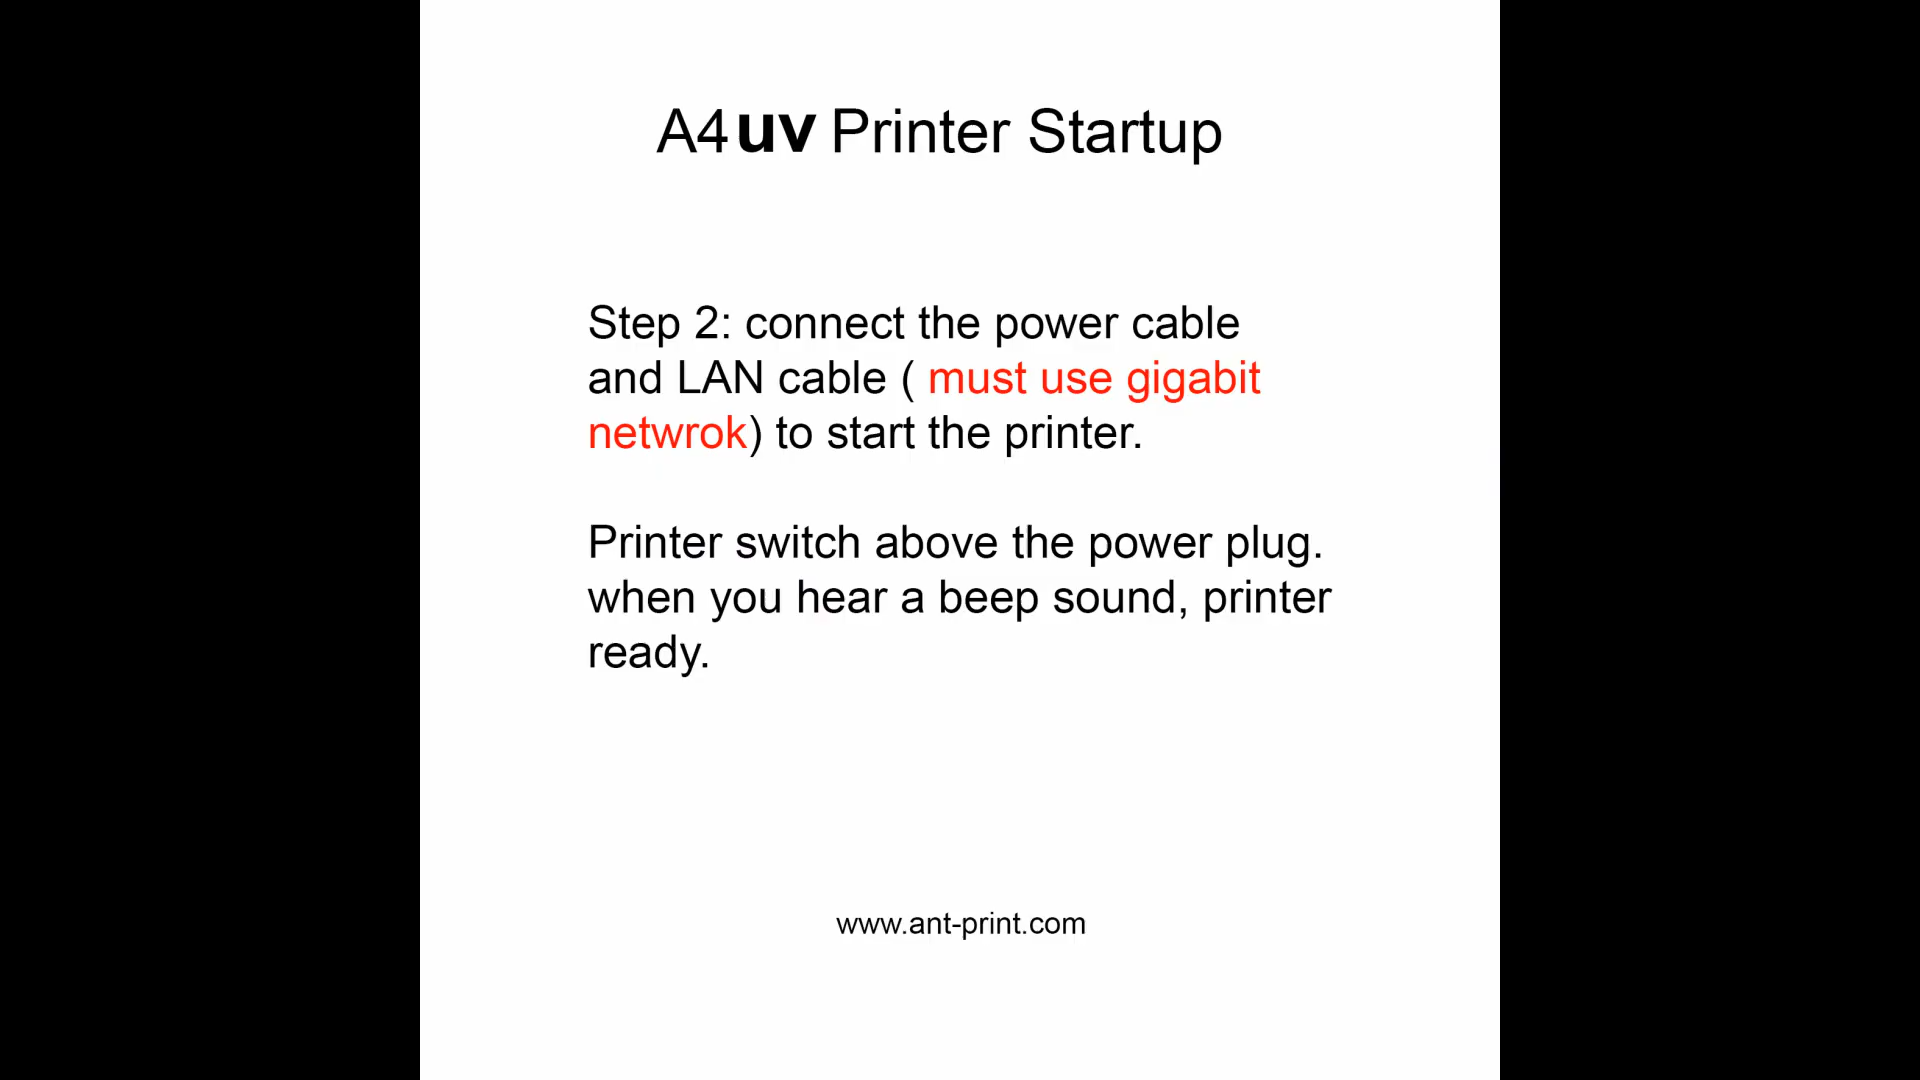 A4uv Printer Startup
Step 2: connect the power cable
and LAN cable ( must use gigabit
netwrok) to start the printer.
Printer switch above the power plug.
when you hear a beep sound, printer
ready.
www.ant-print.com